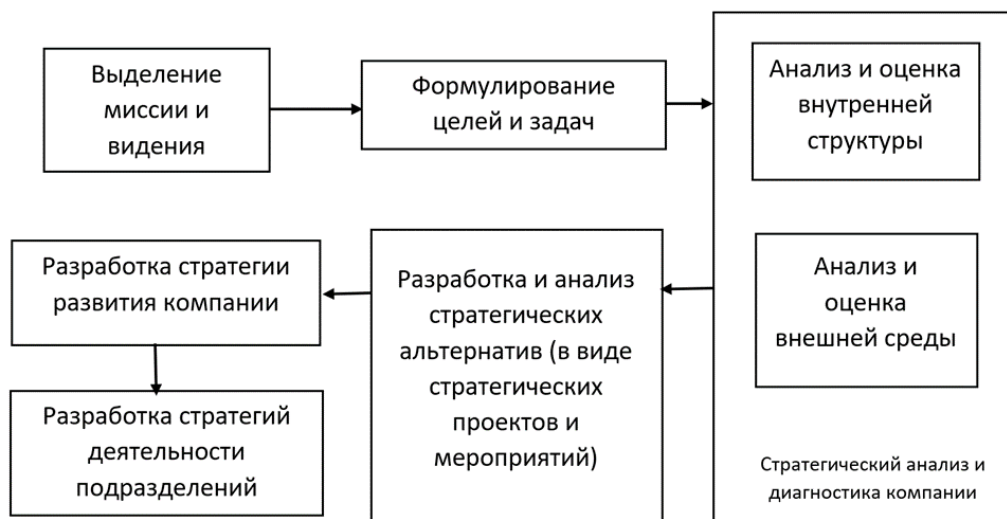 Выделение
миссии и
видения
Формулирование
целей и задач
Анализ и оценка
внутренней
структуры
Анализ и
оценка
внешней среды
Стратегический анализ и
диагностика компании
Разработка и анализ
стратегических
альтернатив (в виде
стратегических
проектов и
мероприятий)
Разработка стратегии
развития компании
Разработка стратегий
деятельности
подразделений